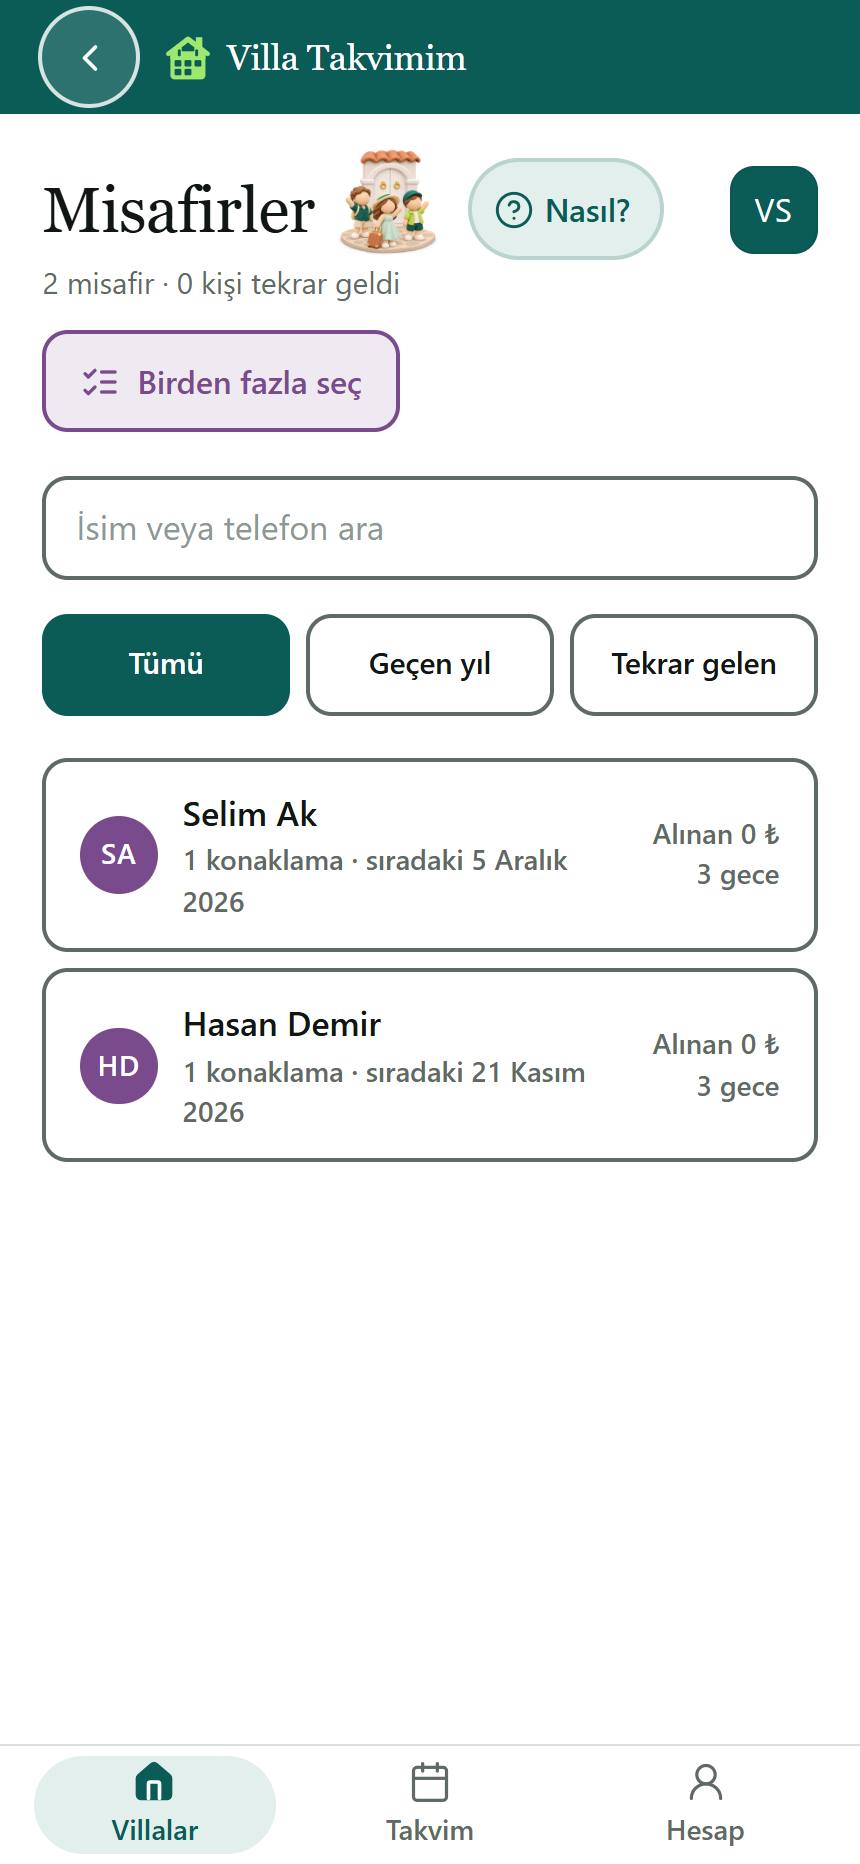 Villa Takvimim
Misafirler
Nasıl?
VS
2 misafir · 0 kişi tekrar geldi
Birden fazla seç
İsim veya telefon ara
Tümü
Geçen yıl
Tekrar gelen
SA
Selim Ak
1 konaklama · sıradaki 5 Aralık
2026
Alınan 0 ₺
3 gece
HD
Hasan Demir
1 konaklama · sıradaki 21 Kasım
2026
Alınan 0 ₺
3 gece
Villalar
Takvim
Hesap